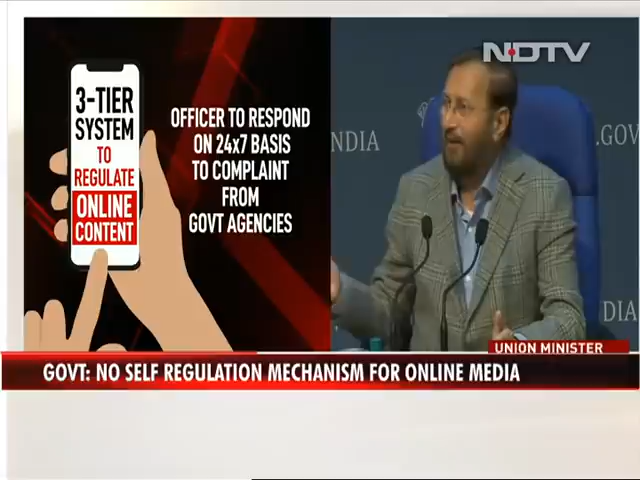 NDTV
3-TIER
SYSTEM
TO
REGULATE
ONLINE
CONTENT
OFFICER TO RESPOND
ON 24x7 BASIS
TO COMPLAINT
FROM
GOVT AGENCIES
NDIA
.GOV
DIA
UNION MINISTER
GOVT: NO SELF REGULATION MECHANISM FOR ONLINE MEDIA